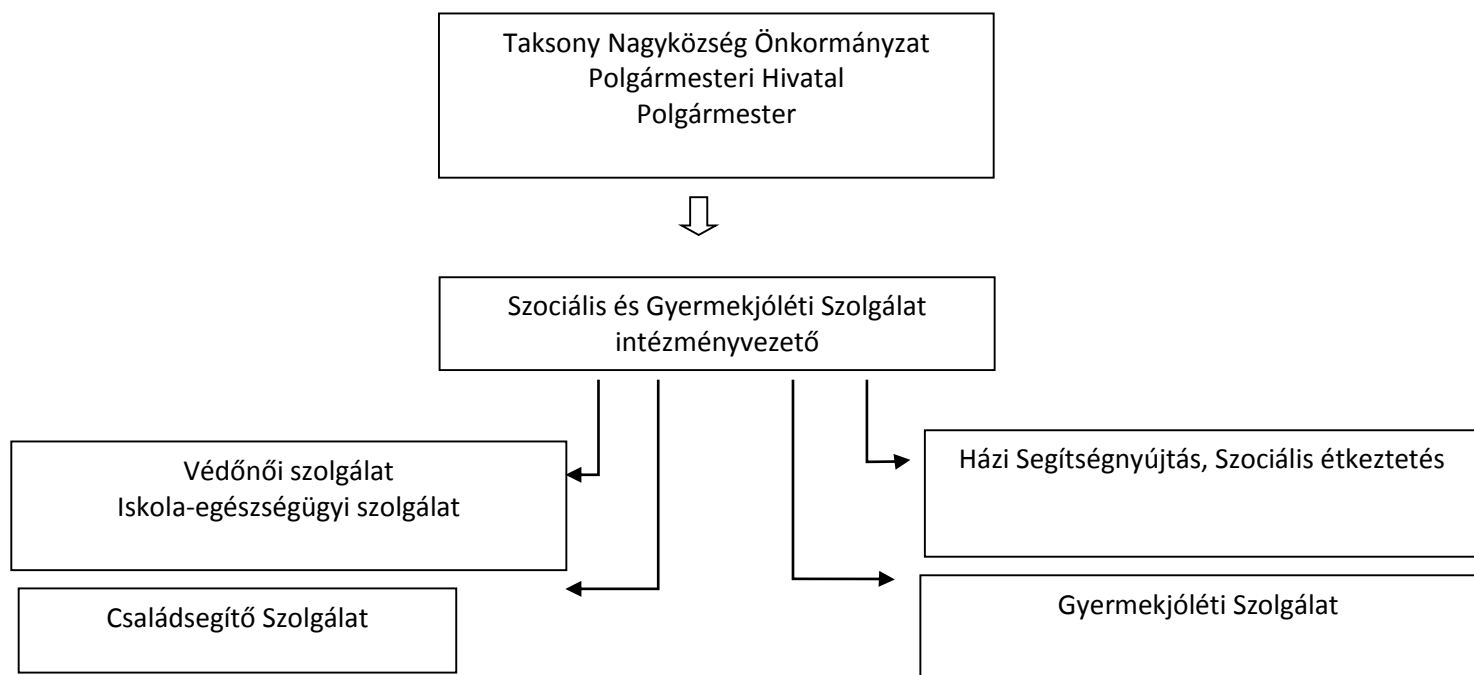 Taksony Nagyközség Önkormányzat
Polgármesteri Hivatal
Polgármester
Szociális és Gyermekjóléti Szolgálat
intézményvezető
Védőnői szolgálat
Iskola-egészségügyi szolgálat
Házi Segítségnyújtás, Szociális étkeztetés
Családsegítő Szolgálat
Gyermekjóléti Szolgálat